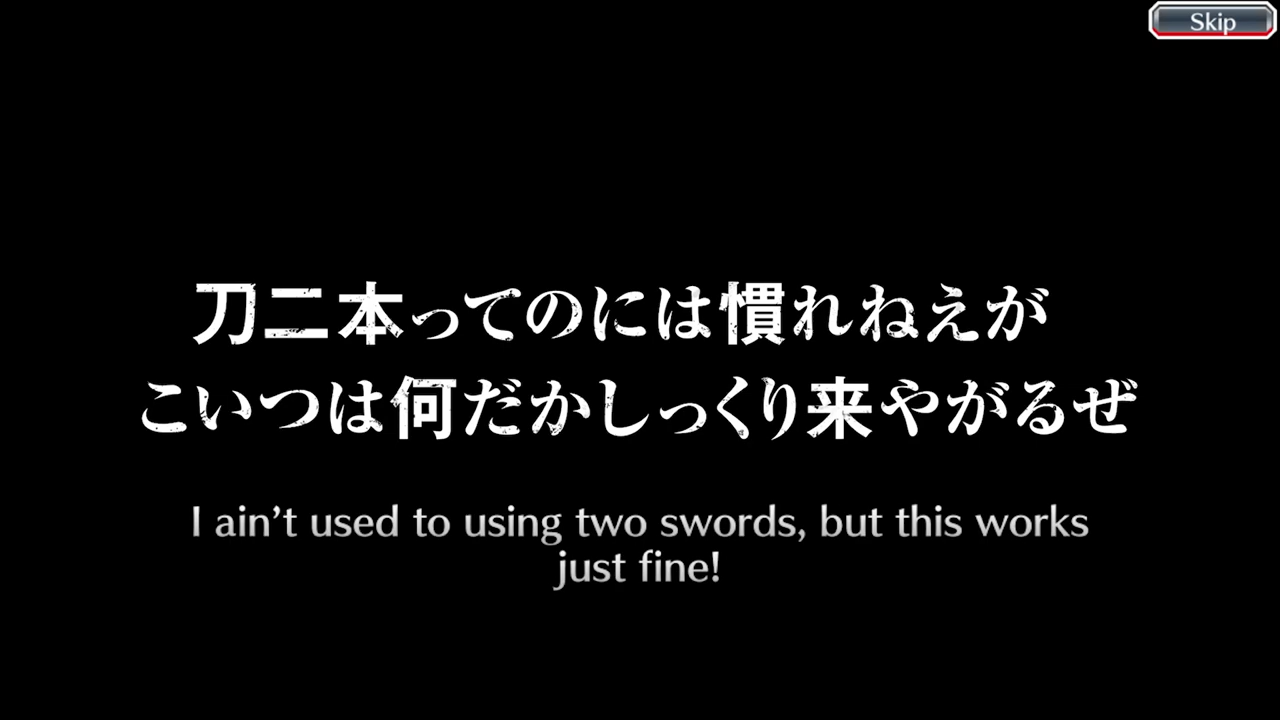 Skip
刀二本ってのには慣れねえが
こいつは何だかしっくり来やがるぜ
I ain't used to using two swords, but this works
just fine!